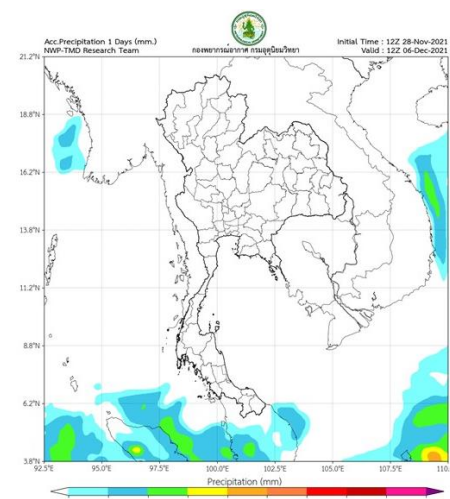 Acc.Precipitation 1 Days (mm.)
NWP-TMD Research Team
กองพยากรณ์อากาศ กรมอุตุนิยมวิทยา
Initial Time : 12Z 28-Nov-2021
Valid : 12Z 06-Dec-2021
21.2°N
18.8°N
16.2°N
13.8°N
11.2°N
8.8°N
6.2°N
3.8°N
92.5°E 95.0°E 97.5°E 100.0°E 102.5°E 105.0°E 107.5°E 110.
Precipitation (mm)